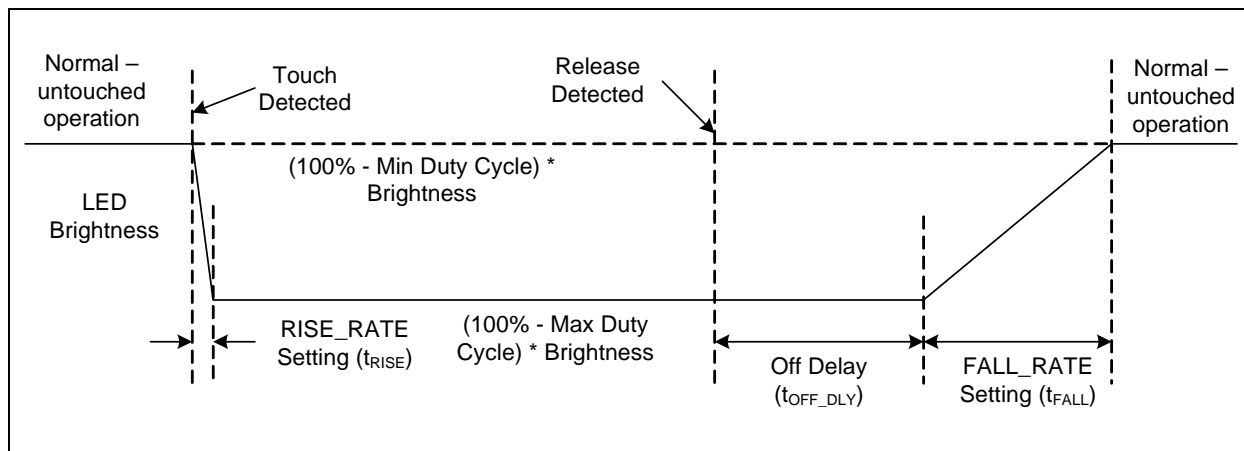 Normal –
untouched
operation
Touch
Detected
Release
Detected
Normal –
untouched
operation
(100% - Min Duty Cycle) *
Brightness
LED
Brightness
RISE_RATE
Setting (tRISE)
(100% - Max Duty
Cycle) * Brightness
Off Delay
(tOFF_DLY)
FALL_RATE
Setting (tFALL)